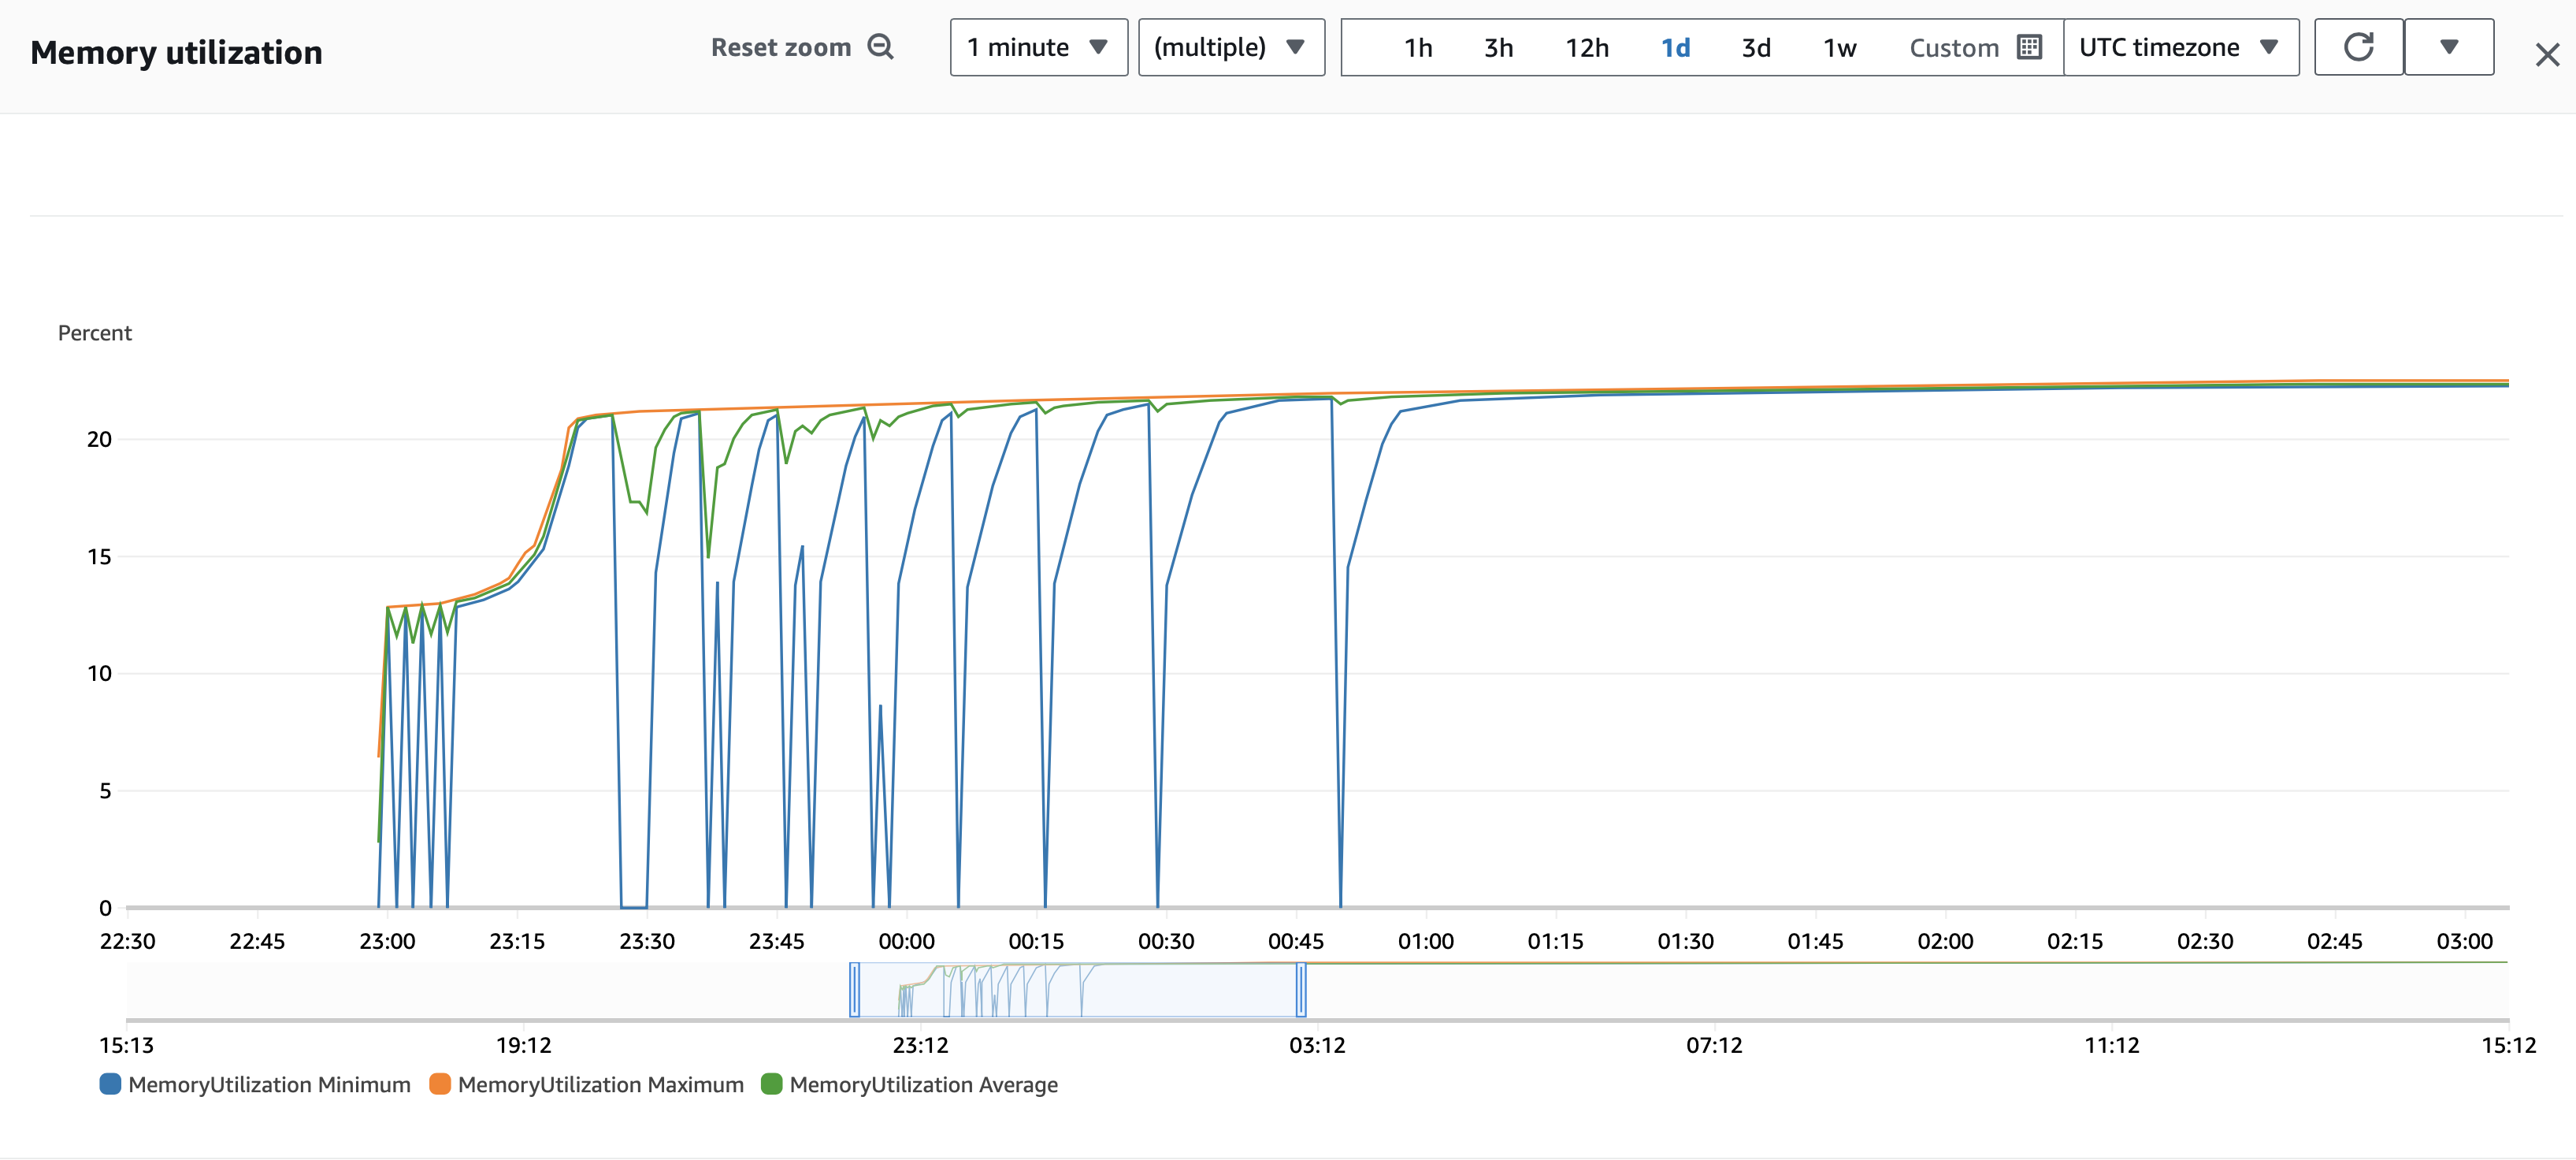 Memory utilization Reset zoom 1 minute (multiple) 1h 3h 12h 1d 3d 1w Custom UTC timezone
Percent
20
15
10
5
0
22:30 22:45 23:00 23:15 23:30 23:45 00:00 00:15 00:30 00:45 01:00 01:15 01:30 01:45 02:00 02:15 02:30 02:45 03:00
15:13 19:12 23:12 03:12 07:12 11:12 15:12
MemoryUtilization Minimum MemoryUtilization Maximum MemoryUtilization Average